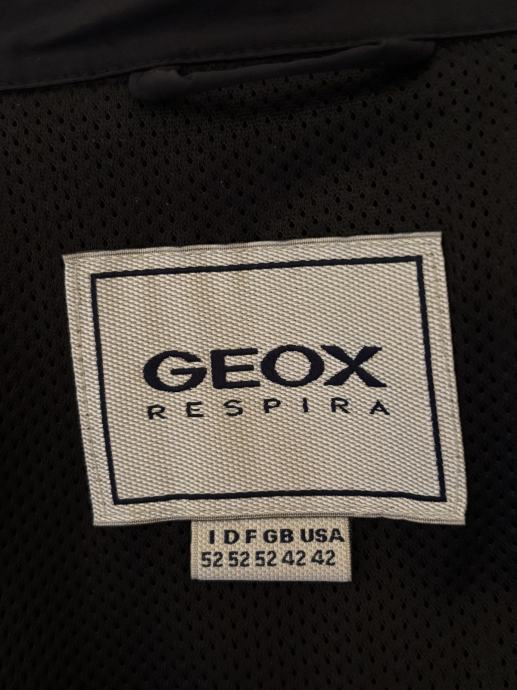 GEOX
RESPIRA
I D F GB USA
52 52 52 42 42